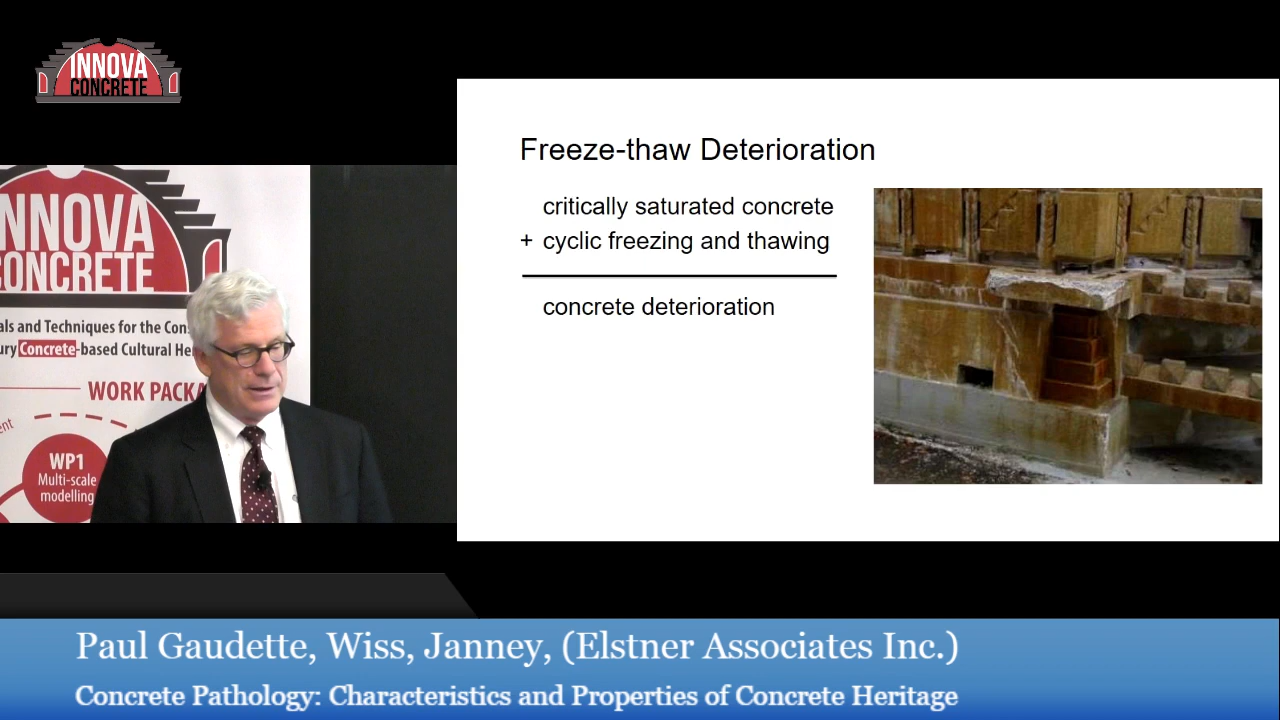 INNOVA
CONCRETE
Freeze-thaw Deterioration
critically saturated concrete
+ cyclic freezing and thawing
concrete deterioration
NNOVA
CONCRETE
als and Techniques for the Con
ury Concrete-based Cultural He
WORK PACKA
ent
WP1
Multi-scale
modelling
Paul Gaudette, Wiss, Janney, (Elstner Associates Inc.)
Concrete Pathology: Characteristics and Properties of Concrete Heritage